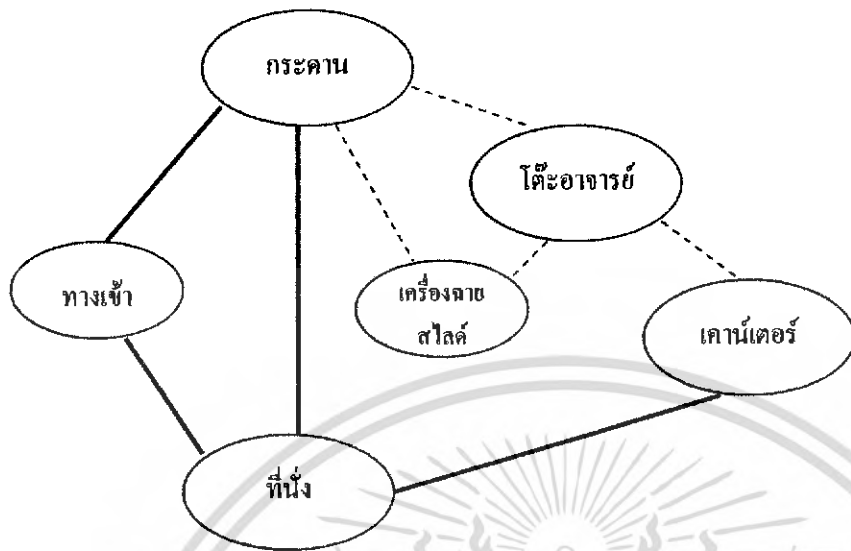 กระดาน
โต๊ะอาจารย์
ทางเข้า
เครื่องฉาย
สไลด์
เคาน์เตอร์
ที่นั่ง